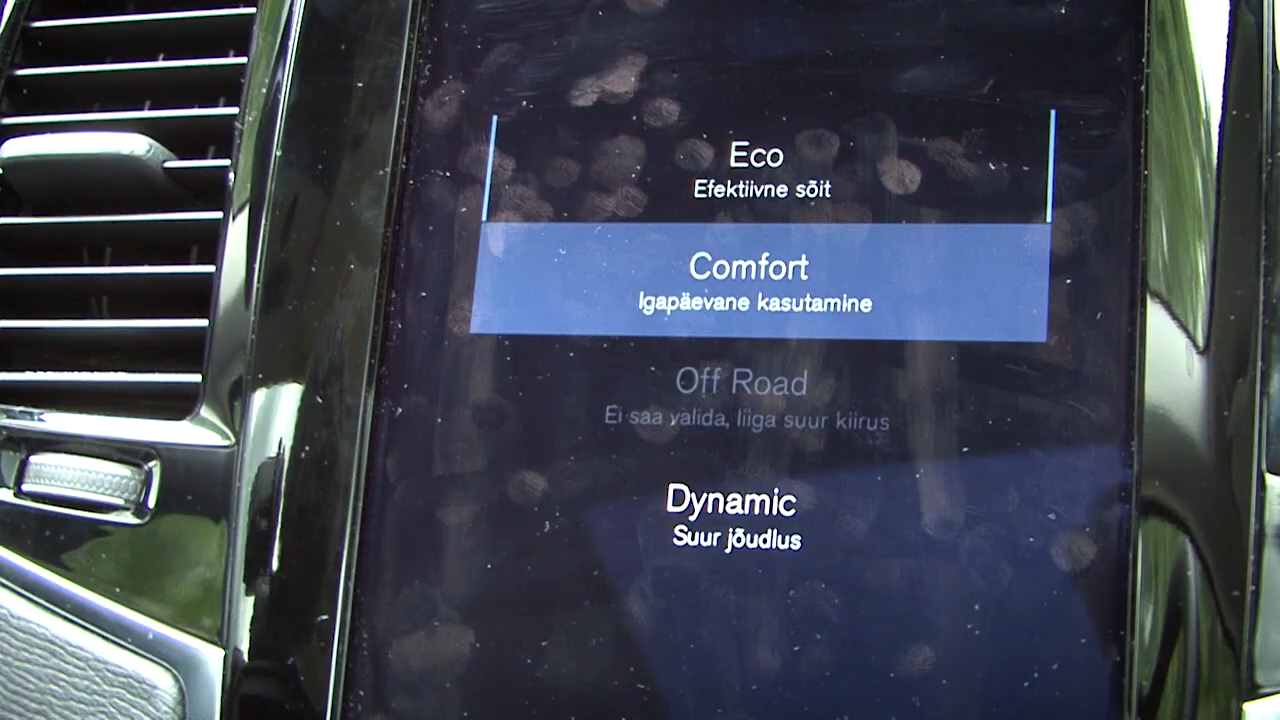 Eco
Efektiivne sõit
Comfort
Igapäevane kasutamine
Off Road
Ei saa valida, liiga suur kiirus
Dynamic
Suur jõudlus